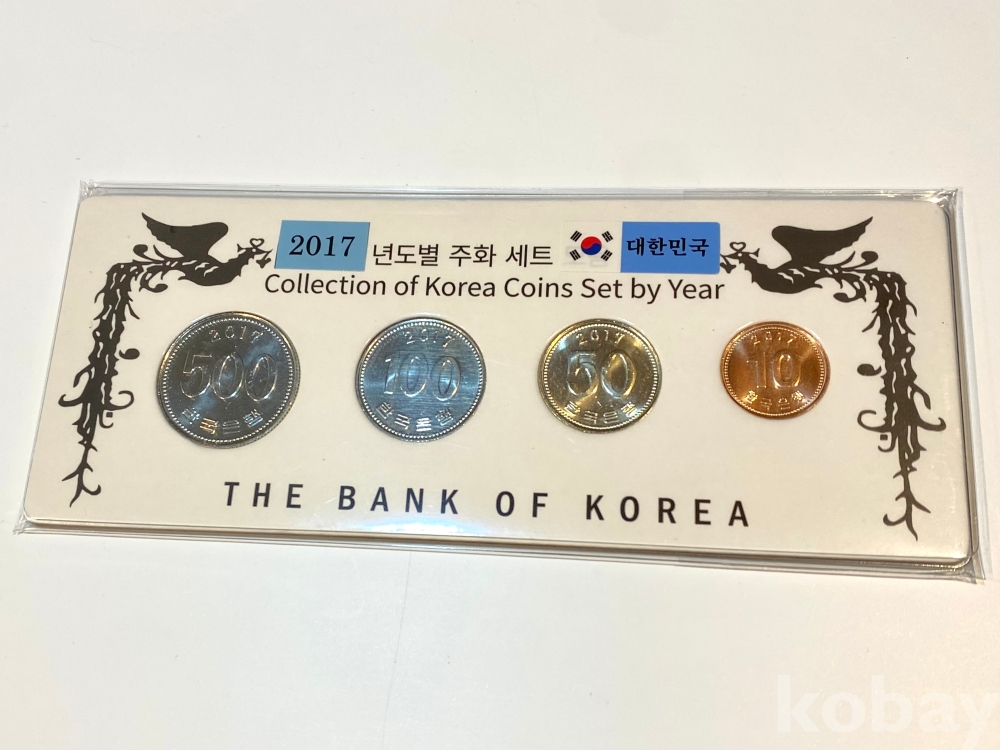 2017 년도별 주화 세트 대한민국
Collection of Korea Coins Set by Year
2017 2017 2017 2017
500 100 50 10
한국은행 한국은행 한국은행 한국은행
THE BANK OF KOREA
kobay